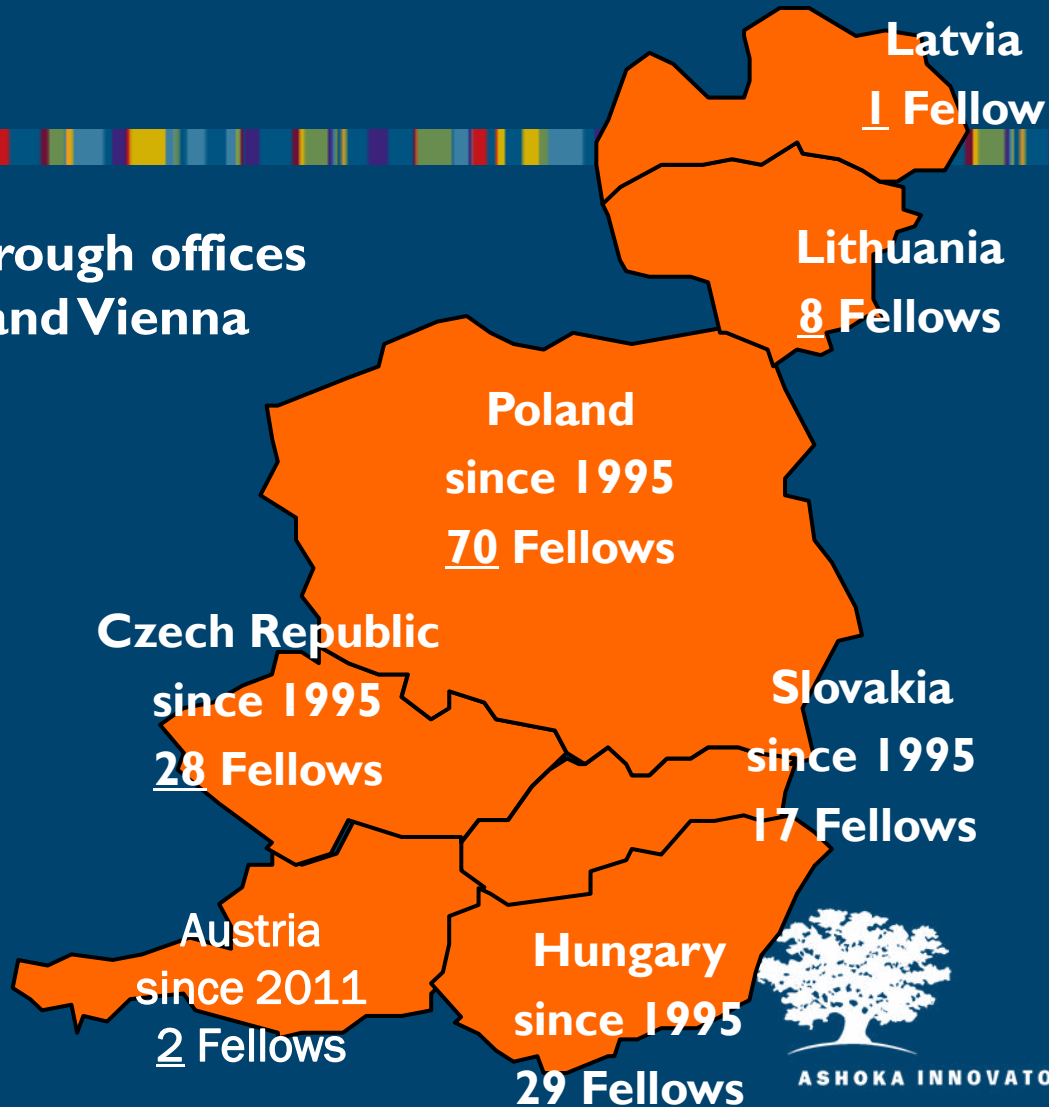 Latvia
1 Fellow
rough offices
and Vienna
Lithuania
8 Fellows
Poland
since 1995
70 Fellows
Czech Republic
since 1995
28 Fellows
Slovakia
since 1995
17 Fellows
Austria
since 2011
2 Fellows
Hungary
since 1995
29 Fellows
ASHOKA INNOVATO